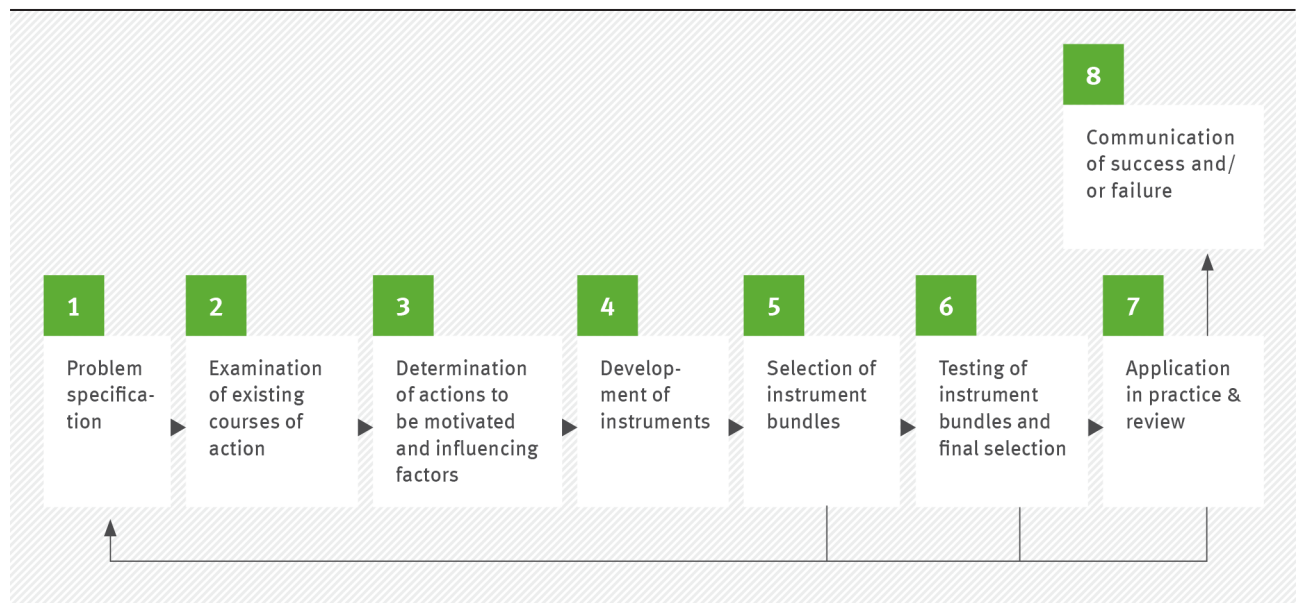 8
Communication
of success and/
or failure
1
Problem
specifica-
tion
2
Examination
of existing
courses of
action
3
Determination
of actions to
be motivated
and influencing
factors
4
Develop-
ment of
instruments
5
Selection of
instrument
bundles
6
Testing of
instrument
bundles and
final selection
7
Application
in practice &
review